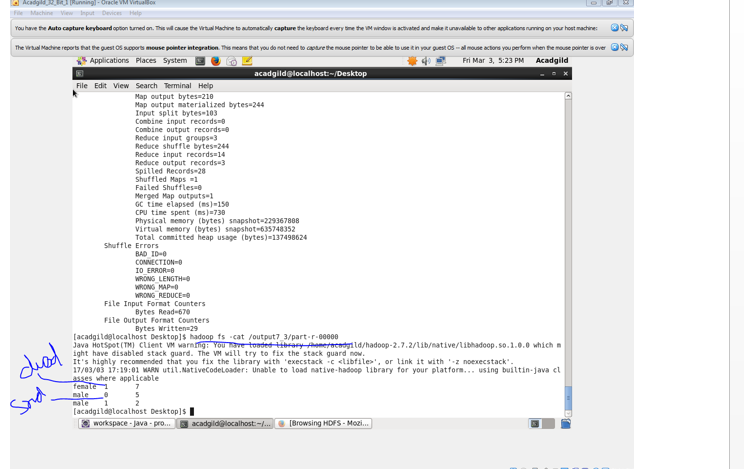 Acadgild_32_Bit_1 [Running] - Oracle VM VirtualBox
File Machine View Input Devices Help
You have the Auto capture keyboard option turned on. This will cause the Virtual Machine to automatically capture the keyboard every time the VM window is activated and make it unavailable to other applications running on your host machine:
The Virtual Machine reports that the guest OS supports mouse pointer integration. This means that you do not need to capture the mouse pointer to be able to use it in your guest OS -- all mouse actions you perform when the mouse pointer is over
Applications Places System Fri Mar 3, 5:23 PM Acadgild
acadgild@localhost:~/Desktop
File Edit View Search Terminal Help
Map output bytes=210
Map output materialized bytes=244
Input split bytes=103
Combine input records=0
Combine output records=0
Reduce input groups=3
Reduce shuffle bytes=244
Reduce input records=14
Reduce output records=3
Spilled Records=28
Shuffled Maps =1
Failed Shuffles=0
Merged Map outputs=1
GC time elapsed (ms)=150
CPU time spent (ms)=730
Physical memory (bytes) snapshot=229367808
Virtual memory (bytes) snapshot=635748352
Total committed heap usage (bytes)=137498624
Shuffle Errors
BAD_ID=0
CONNECTION=0
IO_ERROR=0
WRONG_LENGTH=0
WRONG_MAP=0
WRONG_REDUCE=0
File Input Format Counters
Bytes Read=670
File Output Format Counters
Bytes Written=29
[acadgild@localhost Desktop]$ hadoop fs -cat /output7_3/part-r-00000
Java HotSpot(TM) Client VM warning: You have loaded library /home/acadgild/hadoop-2.7.2/lib/native/libhadoop.so.1.0.0 which m
ight have disabled stack guard. The VM will try to fix the stack guard now.
It's highly recommended that you fix the library with 'execstack -c <libfile>', or link it with '-z noexecstack'.
17/03/03 17:19:01 WARN util.NativeCodeLoader: Unable to load native-hadoop library for your platform... using builtin-java cl
asses where applicable
female 1 7
male 0 5
male 1 2
[acadgild@localhost Desktop]$
workspace - Java - pro... acadgild@localhost:~/... [Browsing HDFS - Mozi...